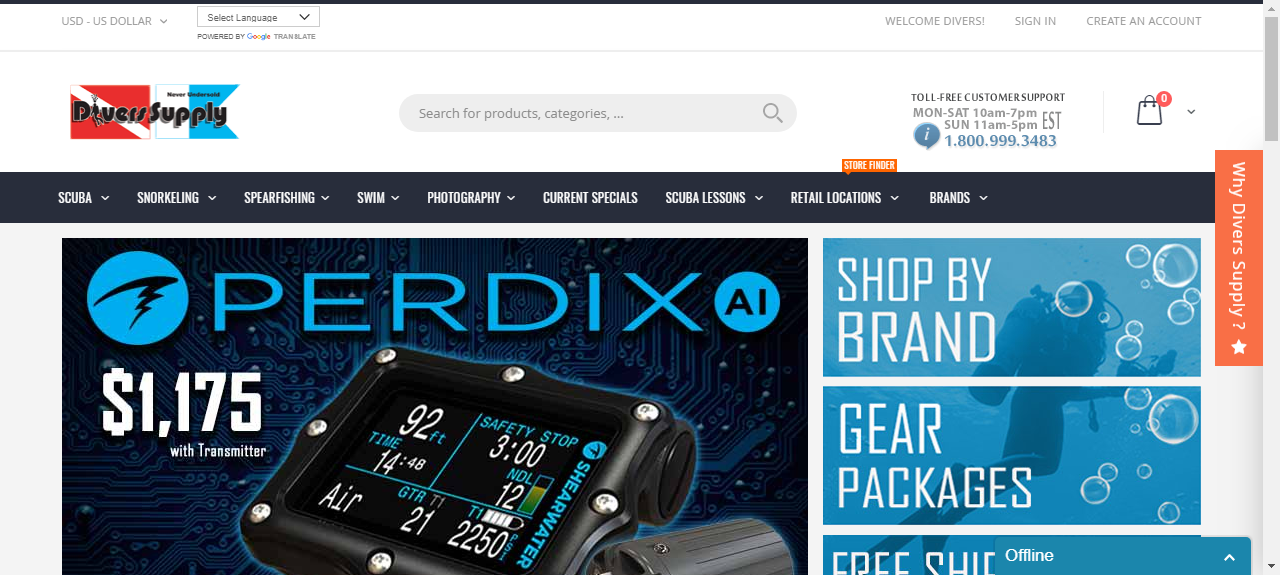 USD - US DOLLAR
Select Language
POWERED BY Google TRANSLATE
WELCOME DIVERS!
SIGN IN
CREATE AN ACCOUNT
Never Undersold
Divers Supply
Search for products, categories, ...
TOLL-FREE CUSTOMER SUPPORT
MON-SAT 10am-7pm
SUN 11am-5pm
EST
i
1.800.999.3483
0
STORE FINDER
SCUBA
SNORKELING
SPEARFISHING
SWIM
PHOTOGRAPHY
CURRENT SPECIALS
SCUBA LESSONS
RETAIL LOCATIONS
BRANDS
Why Divers Supply ?
PERDIX AI
$1,175
with Transmitter
92 ft
SAFETY STOP
TIME
3:00
14:48
NDL
12
Air
GTR T1
21
T1
2250 PSI
SHEARWATER
SHOP BY
BRAND
GEAR
PACKAGES
FREE SHI
Offline